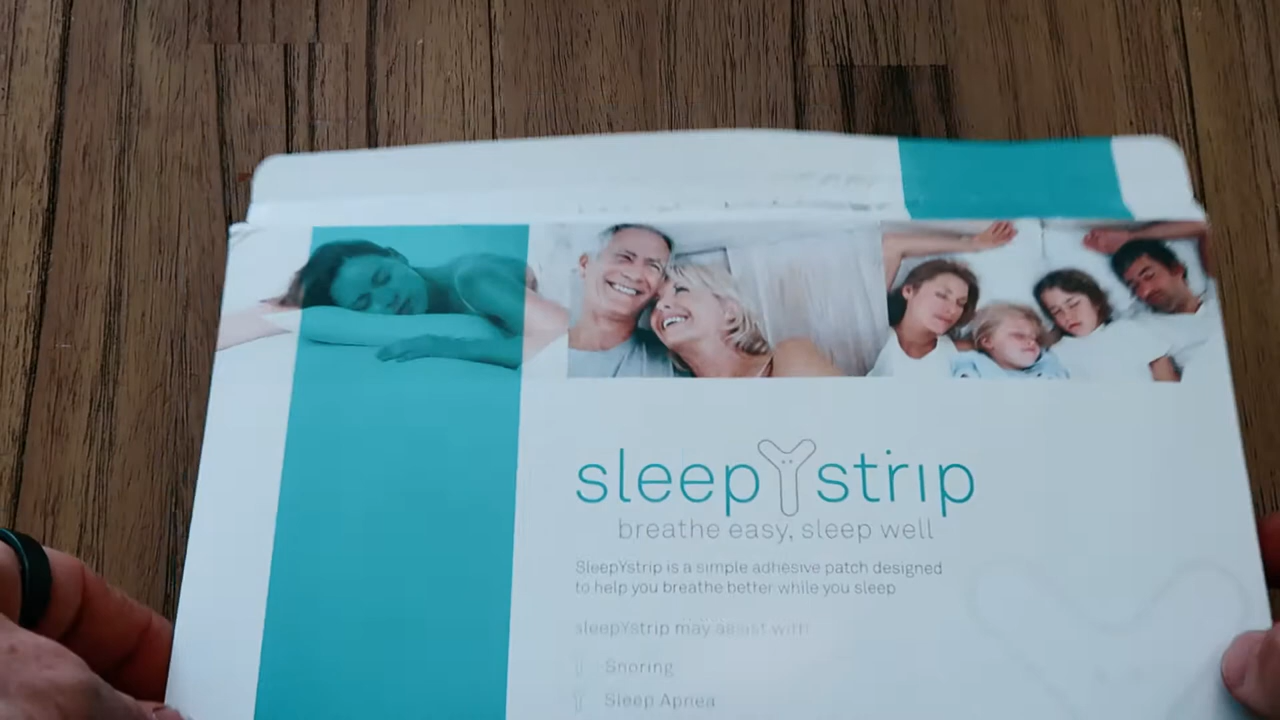 sleepYstrip
breathe easy, sleep well
SleepYstrip is a simple adhesive patch designed
to help you breathe better while you sleep
sleepYstrip may assist with:
Snoring
Sleep Apnea